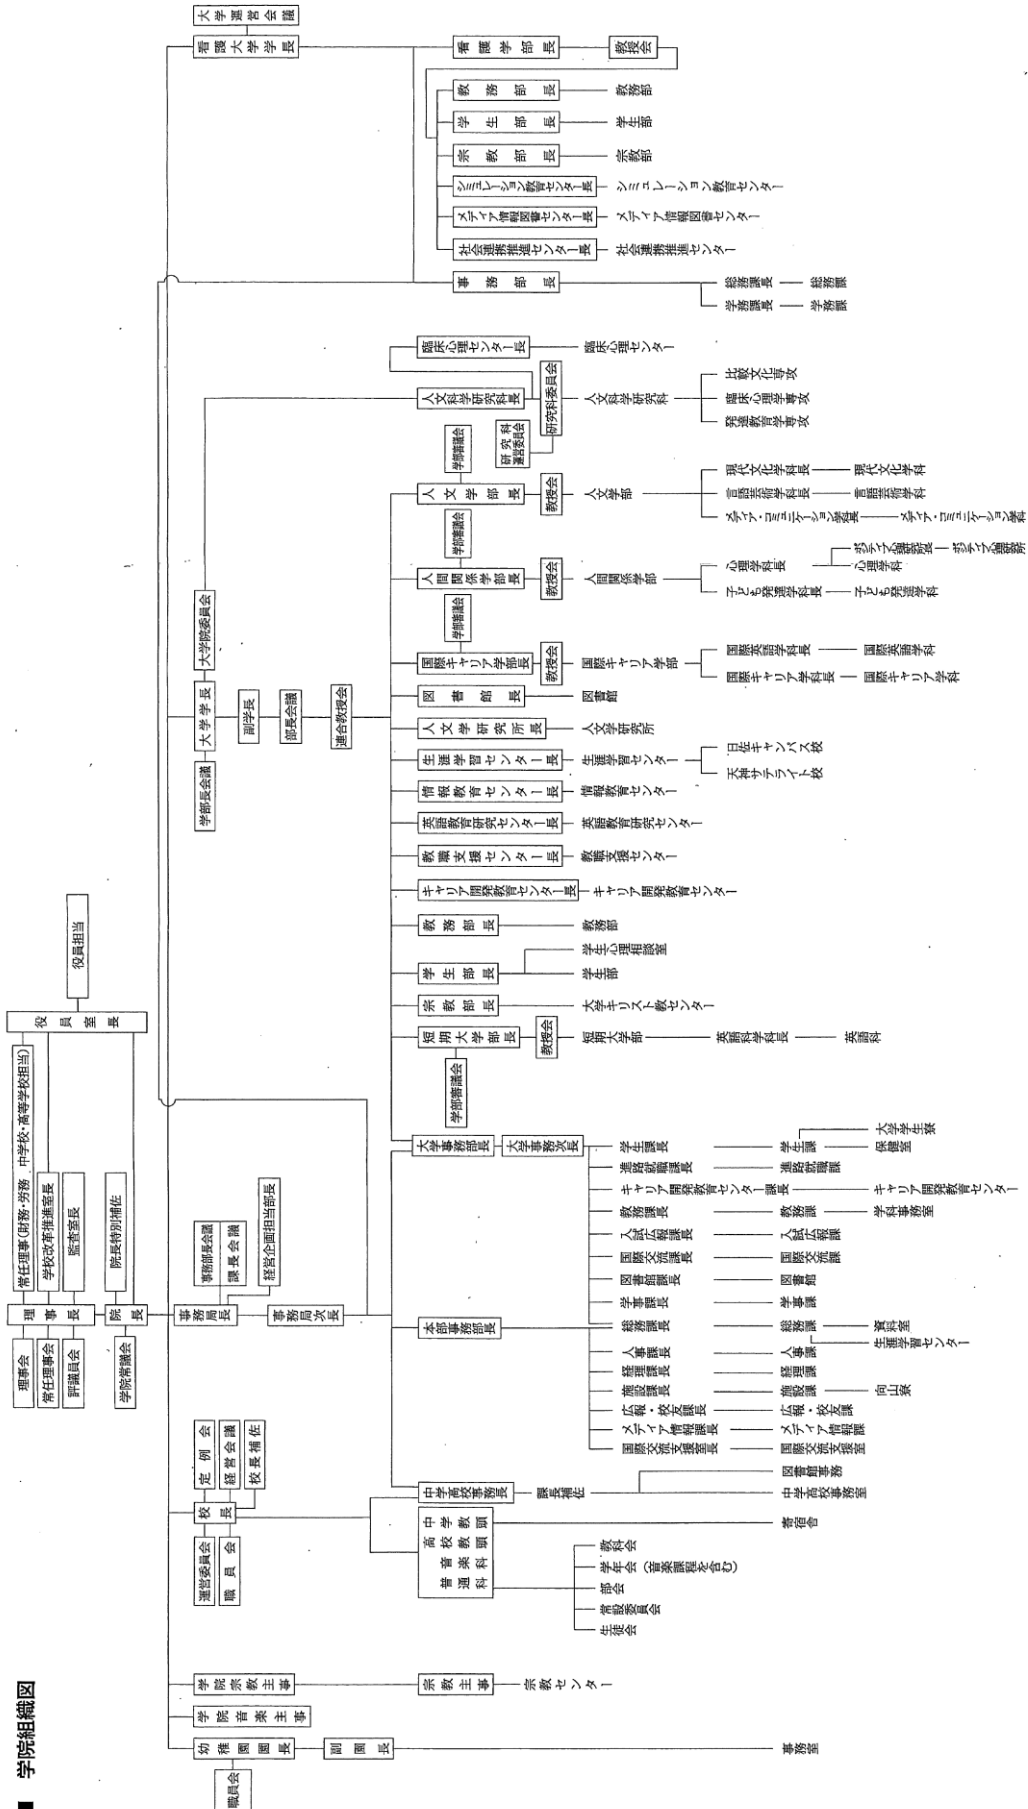 ■ 学院組織図
理事会
常任理事会
評議員会
理事長
常任理事(財務・労務 中学校・高等学校担当)
学校改革推進室長
監査室長
役員室長
役員担当
学院常議会
院長
院長特別補佐
大学運営会議
看護大学学長
看護学部長
教授会
教務部長
教務部
学生部長
学生部
宗教部長
宗教部
シミュレーション教育センター長
シミュレーション教育センター
メディア情報図書センター長
メディア情報図書センター
社会連携推進センター長
社会連携推進センター
事務部長
総務課長
総務課
学務課長
学務課
学部長会議
大学学長
大学院委員会
副学長
部長会議
連合教授会
臨床心理センター長
臨床心理センター
人文科学研究科長
研究科委員会
研究科運営委員会
人文科学研究科
比較文化専攻
臨床心理学専攻
発達教育学専攻
学部審議会
人文学部長
教授会
人文学部
現代文化学科長
現代文化学科
言語芸術学科長
言語芸術学科
メディア・コミュニケーション学科長
メディア・コミュニケーション学科
学部審議会
人間関係学部長
教授会
人間関係学部
ポジティブ心理研究所長
ポジティブ心理研究所
心理学科長
心理学科
子ども発達学科長
子ども発達学科
学部審議会
国際キャリア学部長
教授会
国際キャリア学部
国際英語学科長
国際英語学科
国際キャリア学科長
国際キャリア学科
図書館長
図書館
人文学研究所長
人文学研究所
生涯学習センター長
生涯学習センター
日佐キャンパス校
天神サテライト校
情報教育センター長
情報教育センター
英語教育研究センター長
英語教育研究センター
教職支援センター長
教職支援センター
キャリア開発教育センター長
キャリア開発教育センター
教務部長
教務部
学生部長
学生心理相談室
学生部
宗教部長
大学キリスト教センター
短期大学部長
学部審議会
教授会
短期大学部
英語科学科長
英語科
事務局長
事務部長会議
課長会議
経営企画担当部長
事務局次長
大学事務部長
大学事務次長
学生課長
学生課
大学学生寮
保健室
進路就職課長
進路就職課
キャリア開発教育センター課長
キャリア開発教育センター
教務課長
教務課
学科事務室
入試広報課長
入試広報課
国際交流課長
国際交流課
図書館課長
図書館
学事課長
学事課
本部事務部長
総務課長
総務課
資料室
生涯学習センター
人事課長
人事課
経理課長
経理課
施設課長
施設課
向山寮
広報・校友課長
広報・校友課
メディア情報課長
メディア情報課
国際交流支援室長
国際交流支援室
中学高校事務長
課長補佐
図書館事務
中学高校事務室
運営委員会
職員会
校長
定例会
経営会議
校長補佐
中学教頭
高校教頭
音楽科
普通科
寄宿舎
教科会
学年会(音楽課程を含む)
部会
常設委員会
生徒会
学院宗教主事
宗教主事
宗教センター
学院音楽主事
幼稚園園長
職員会
副園長
事務室